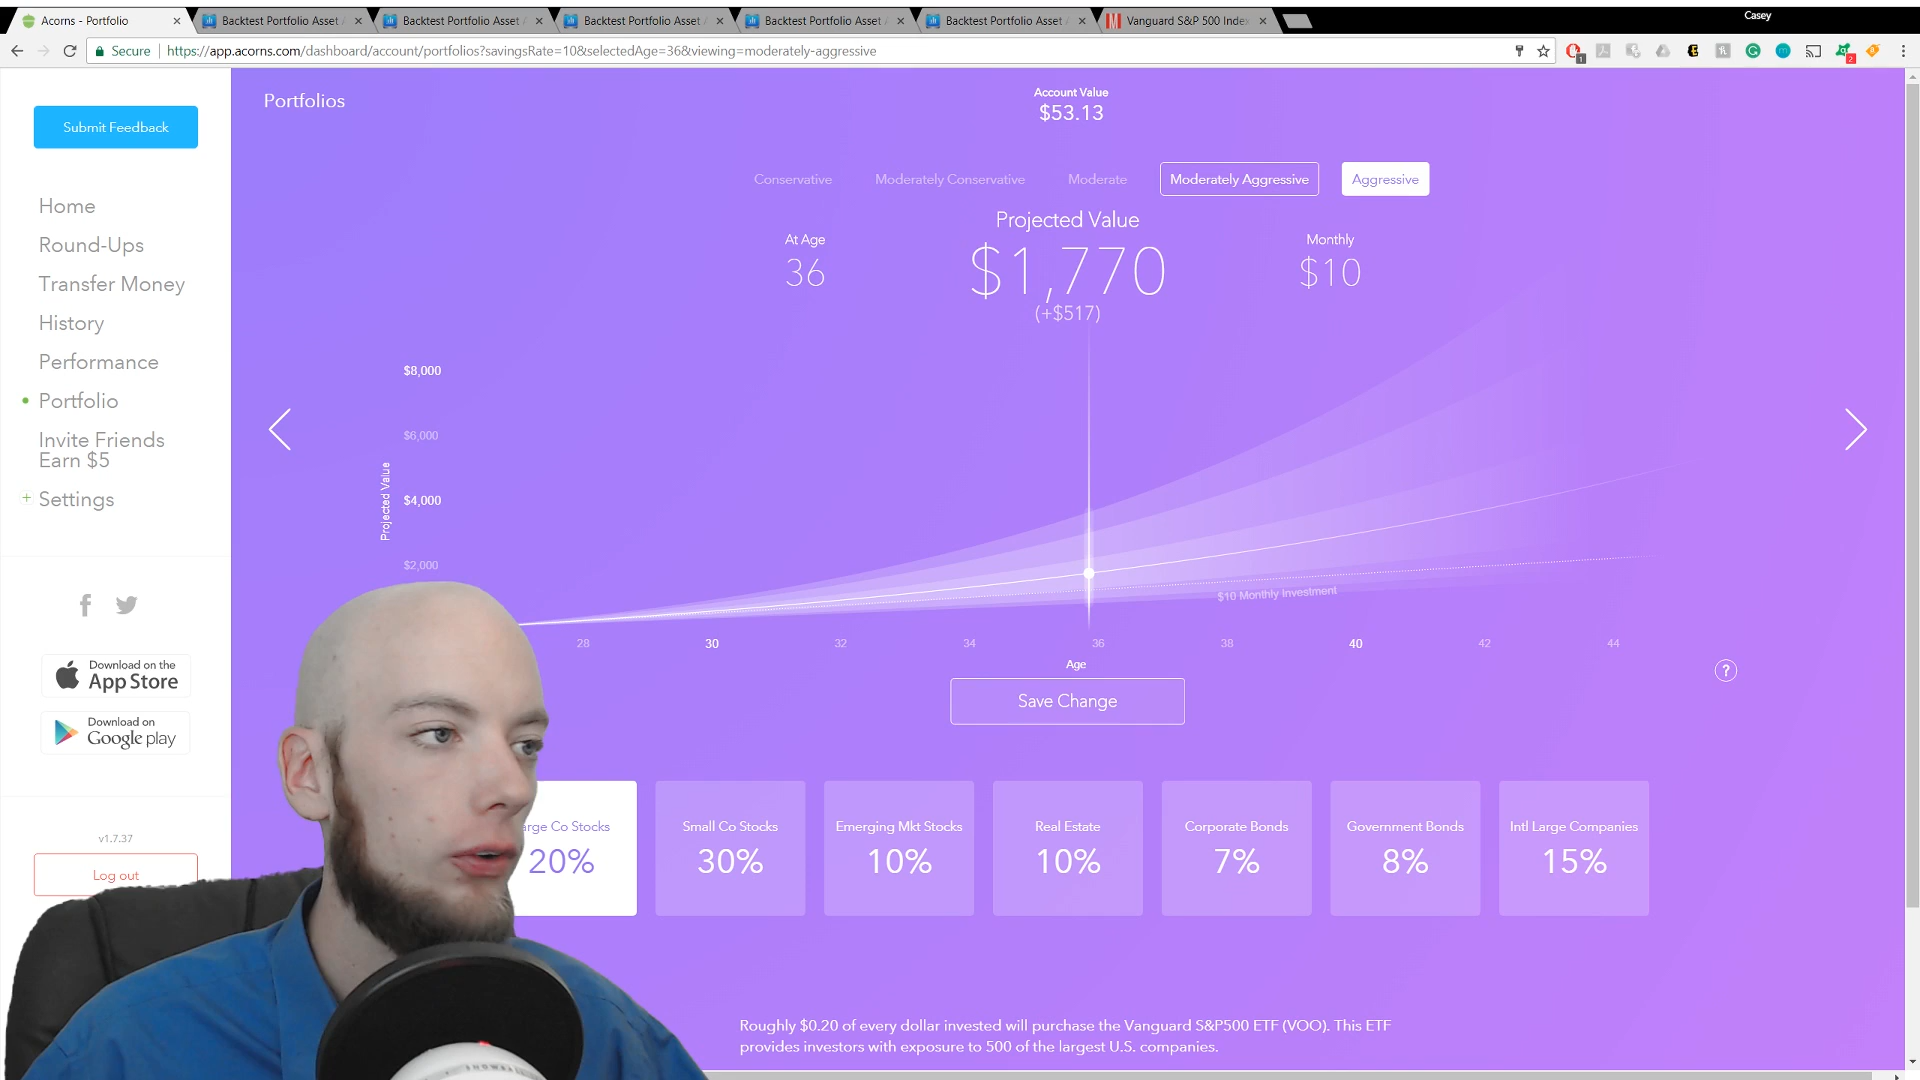 Casey
Acorns - Portfolio
Backtest Portfolio Asset
Backtest Portfolio Asset
Backtest Portfolio Asset
Backtest Portfolio Asset
Backtest Portfolio Asset
Vanguard S&P 500 Index
Secure
https://app.acorns.com/dashboard/account/portfolios?savingsRate=10&selectedAge=36&viewing=moderately-aggressive
Submit Feedback
Home
Round-Ups
Transfer Money
History
Performance
Portfolio
Invite Friends
Earn $5
+ Settings
Download on the
App Store
Download on
Google play
v1.7.37
Log out
Portfolios
Account Value
$53.13
Conservative
Moderately Conservative
Moderate
Moderately Aggressive
Aggressive
Projected Value
At Age
36
$1,770
(+$517)
Monthly
$10
$8,000
$6,000
$4,000
$2,000
Projected Value
$10 Monthly Investment
28
30
32
34
36
38
40
42
44
Age
?
Save Change
arge Co Stocks
20%
Small Co Stocks
30%
Emerging Mkt Stocks
10%
Real Estate
10%
Corporate Bonds
7%
Government Bonds
8%
Intl Large Companies
15%
Roughly $0.20 of every dollar invested will purchase the Vanguard S&P500 ETF (VOO). This ETF
provides investors with exposure to 500 of the largest U.S. companies.